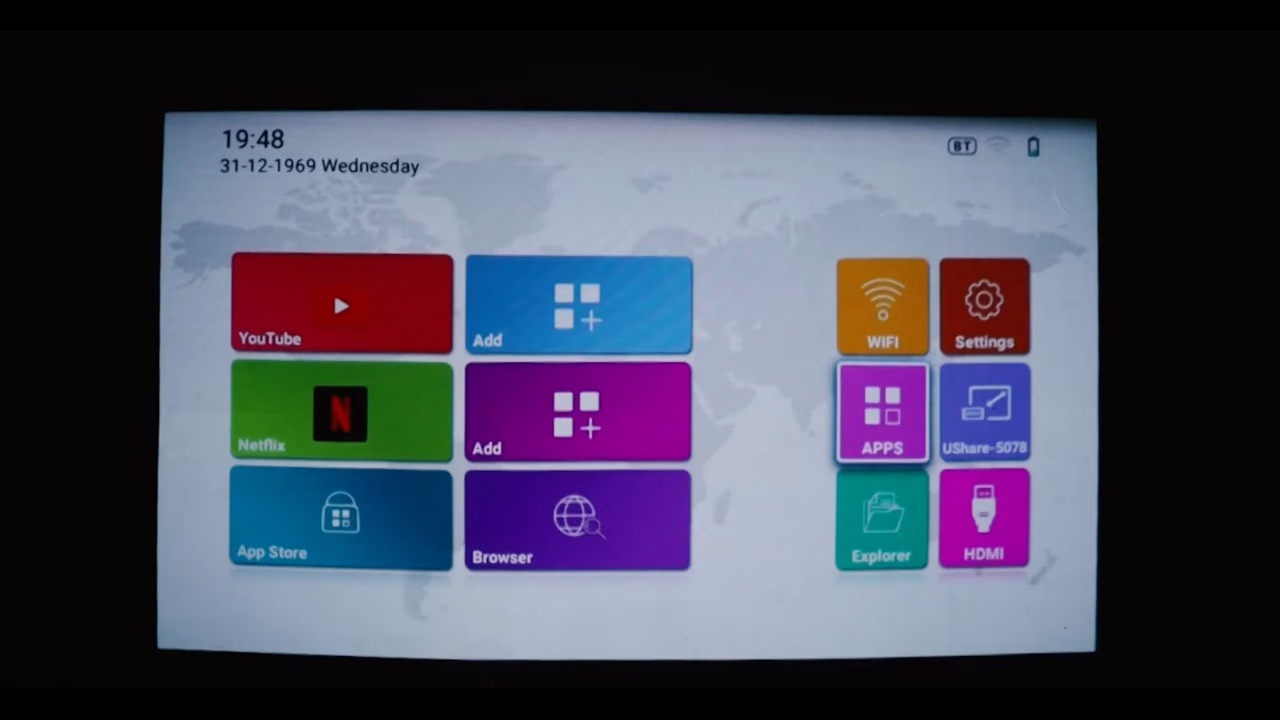 19:48
31-12-1969 Wednesday
BT
YouTube
Add
WIFI
Settings
N
Netflix
Add
APPS
UShare-5078
App Store
Browser
Explorer
HDMI